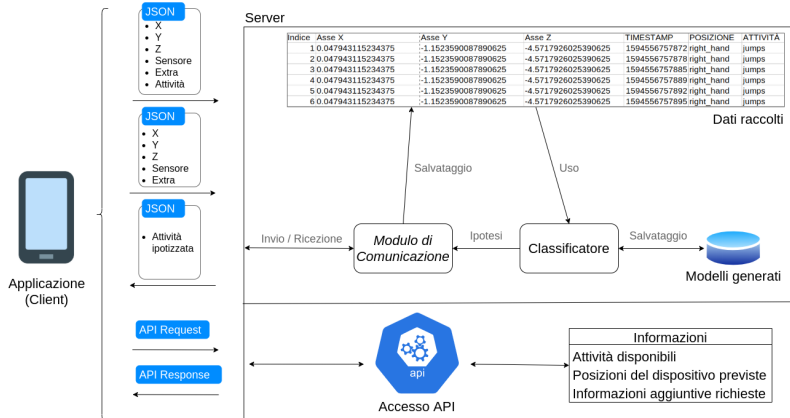 JSON
X
Y
Z
Sensore
Extra
Attività
JSON
X
Y
Z
Sensore
Extra
JSON
Attività
ipotizzata
Applicazione
(Client)
API Request
API Response
Server
Indice Asse X Asse Y Asse Z TIMESTAMP POSIZIONE ATTIVITÀ
1 0.047943115234375 -1.1523590087890625 -4.5717926025390625 1594556757872 right_hand jumps
2 0.047943115234375 -1.1523590087890625 -4.5717926025390625 1594556757878 right_hand jumps
3 0.047943115234375 -1.1523590087890625 -4.5717926025390625 1594556757885 right_hand jumps
4 0.047943115234375 -1.1523590087890625 -4.5717926025390625 1594556757889 right_hand jumps
5 0.047943115234375 -1.1523590087890625 -4.5717926025390625 1594556757892 right_hand jumps
6 0.047943115234375 -1.1523590087890625 -4.5717926025390625 1594556757895 right_hand jumps
Dati raccolti
Salvataggio
Uso
Invio / Ricezione
Modulo di
Comunicazione
Ipotesi
Classificatore
Salvataggio
Modelli generati
api
Accesso API
Informazioni
Attività disponibili
Posizioni del dispositivo previste
Informazioni aggiuntive richieste